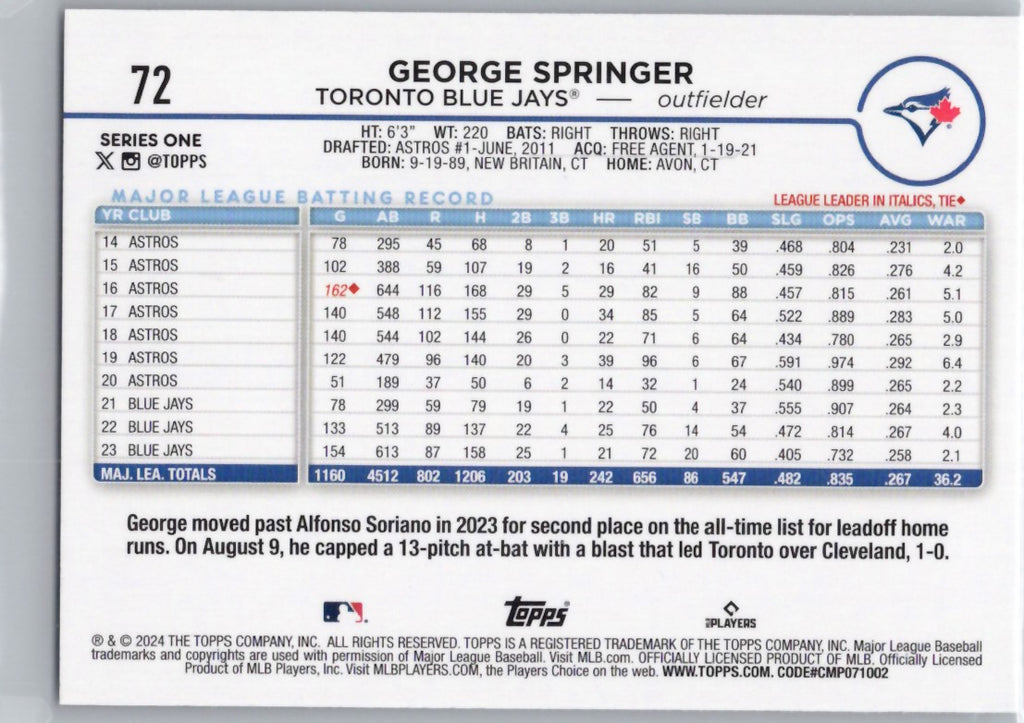 72
GEORGE SPRINGER
TORONTO BLUE JAYS® — outfielder
SERIES ONE
@TOPPS
HT: 6'3" WT: 220 BATS: RIGHT THROWS: RIGHT
DRAFTED: ASTROS #1-JUNE, 2011 ACQ: FREE AGENT, 1-19-21
BORN: 9-19-89, NEW BRITAIN, CT HOME: AVON, CT
MAJOR LEAGUE BATTING RECORD
LEAGUE LEADER IN ITALICS, TIE◆
YR CLUB G AB R H 2B 3B HR RBI SB BB SLG OPS AVG WAR
14 ASTROS 78 295 45 68 8 1 20 51 5 39 .468 .804 .231 2.0
15 ASTROS 102 388 59 107 19 2 16 41 16 50 .459 .826 .276 4.2
16 ASTROS 162◆ 644 116 168 29 5 29 82 9 88 .457 .815 .261 5.1
17 ASTROS 140 548 112 155 29 0 34 85 5 64 .522 .889 .283 5.0
18 ASTROS 140 544 102 144 26 0 22 71 6 64 .434 .780 .265 2.9
19 ASTROS 122 479 96 140 20 3 39 96 6 67 .591 .974 .292 6.4
20 ASTROS 51 189 37 50 6 2 14 32 1 24 .540 .899 .265 2.2
21 BLUE JAYS 78 299 59 79 19 1 22 50 4 37 .555 .907 .264 2.3
22 BLUE JAYS 133 513 89 137 22 4 25 76 14 54 .472 .814 .267 4.0
23 BLUE JAYS 154 613 87 158 25 1 21 72 20 60 .405 .732 .258 2.1
MAJ. LEA. TOTALS 1160 4512 802 1206 203 19 242 656 86 547 .482 .835 .267 36.2
George moved past Alfonso Soriano in 2023 for second place on the all-time list for leadoff home
runs. On August 9, he capped a 13-pitch at-bat with a blast that led Toronto over Cleveland, 1-0.
Topps®
MLB PLAYERS
® & © 2024 THE TOPPS COMPANY, INC. ALL RIGHTS RESERVED. TOPPS IS A REGISTERED TRADEMARK OF THE TOPPS COMPANY, INC. Major League Baseball
trademarks and copyrights are used with permission of Major League Baseball. Visit MLB.com. OFFICIALLY LICENSED PRODUCT OF MLB. Officially Licensed
Product of MLB Players, Inc. Visit MLBPLAYERS.COM, the Players Choice on the web. WWW.TOPPS.COM. CODE#CMP071002